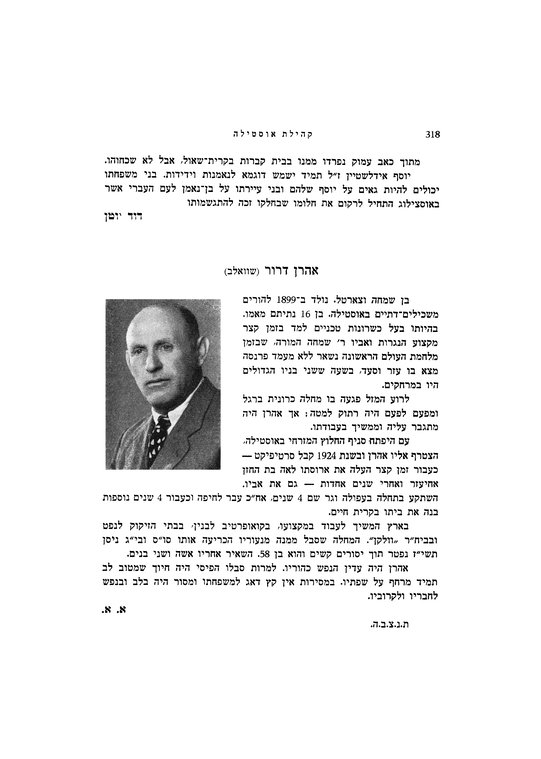 קהילת אוסטילה 318
מתוך כאב עמוק נפרדו ממנו בבית קברות בקרית־שאול, אבל לא שכחוהו.
יוסף אידלשטיין ז״ל תמיד ישמש דוגמא לנאמנות וידידות. בני משפחתו
יכולים להיות גאים על יוסף שלהם ובני עיירתו על בן־נאמן לעם העברי אשר
באוסצילוג התחיל לרקום את חלומו שבחלקו זכה להתגשמותו
דוד יוטן
אהרן דרור (שוואלב)
בן שמחה וצארטל. נולד ב־1899 להורים
משכילים־דתיים באוסטילה. בן 16 נתיתם מאמו.
בהיותו בעל כשרונות טכניים למד בזמן קצר
מקצוע הנגרות ואביו ר׳ שמחה המורה, שבזמן
מלחמת העולם הראשונה נשאר ללא מעמד פרנסה
מצא בו עזר וסעד, בשעה ששני בניו הגדולים
היו במרחקים.
לרוע המזל פגעה בו מחלה כרונית ברגל
ומפעם לפעם היה רתוק למטה; אך אהרן היה
מתגבר עליה וממשיך בעבודתו.
עם היפתח סניף החלוץ המזרחי באוסטילה,
הצטרף אליו אהרן ובשנת 1924 קבל סרטיפיקט —
כעבור זמן קצר העלה את ארוסתו לאה בת החזן
אחיעזר ואחרי שנים אחדות — גם את אביו.
השתקע בתחלה בעפולה וגר שם 4 שנים, אח״כ עבר לחיפה וכעבור 4 שנים נוספות
בנה את ביתו בקרית חיים.
בארץ המשיך לעבוד במקצועו, בקואופרטיב לבנין, בבתי הזיקוק לנפט
ובביח״ר „וולקן״. המחלה שסבל ממנה מנעוריו הכריעה אותו סו״ס ובי״ג ניסן
תשי״ז נפטר תוך יסורים קשים והוא בן 58. השאיר אחריו אשה ושני בנים.
אהרן היה עדין הנפש כהוריו. למרות סבלו הפיסי היה חיוך שמטוב לב
תמיד מרחף על שפתיו. במסירות אין קץ דאג למשפחתו ומסור היה בלב ובנפש
לחבריו ולקרוביו.
א. א.
ת.נ.צ.ב.ה.